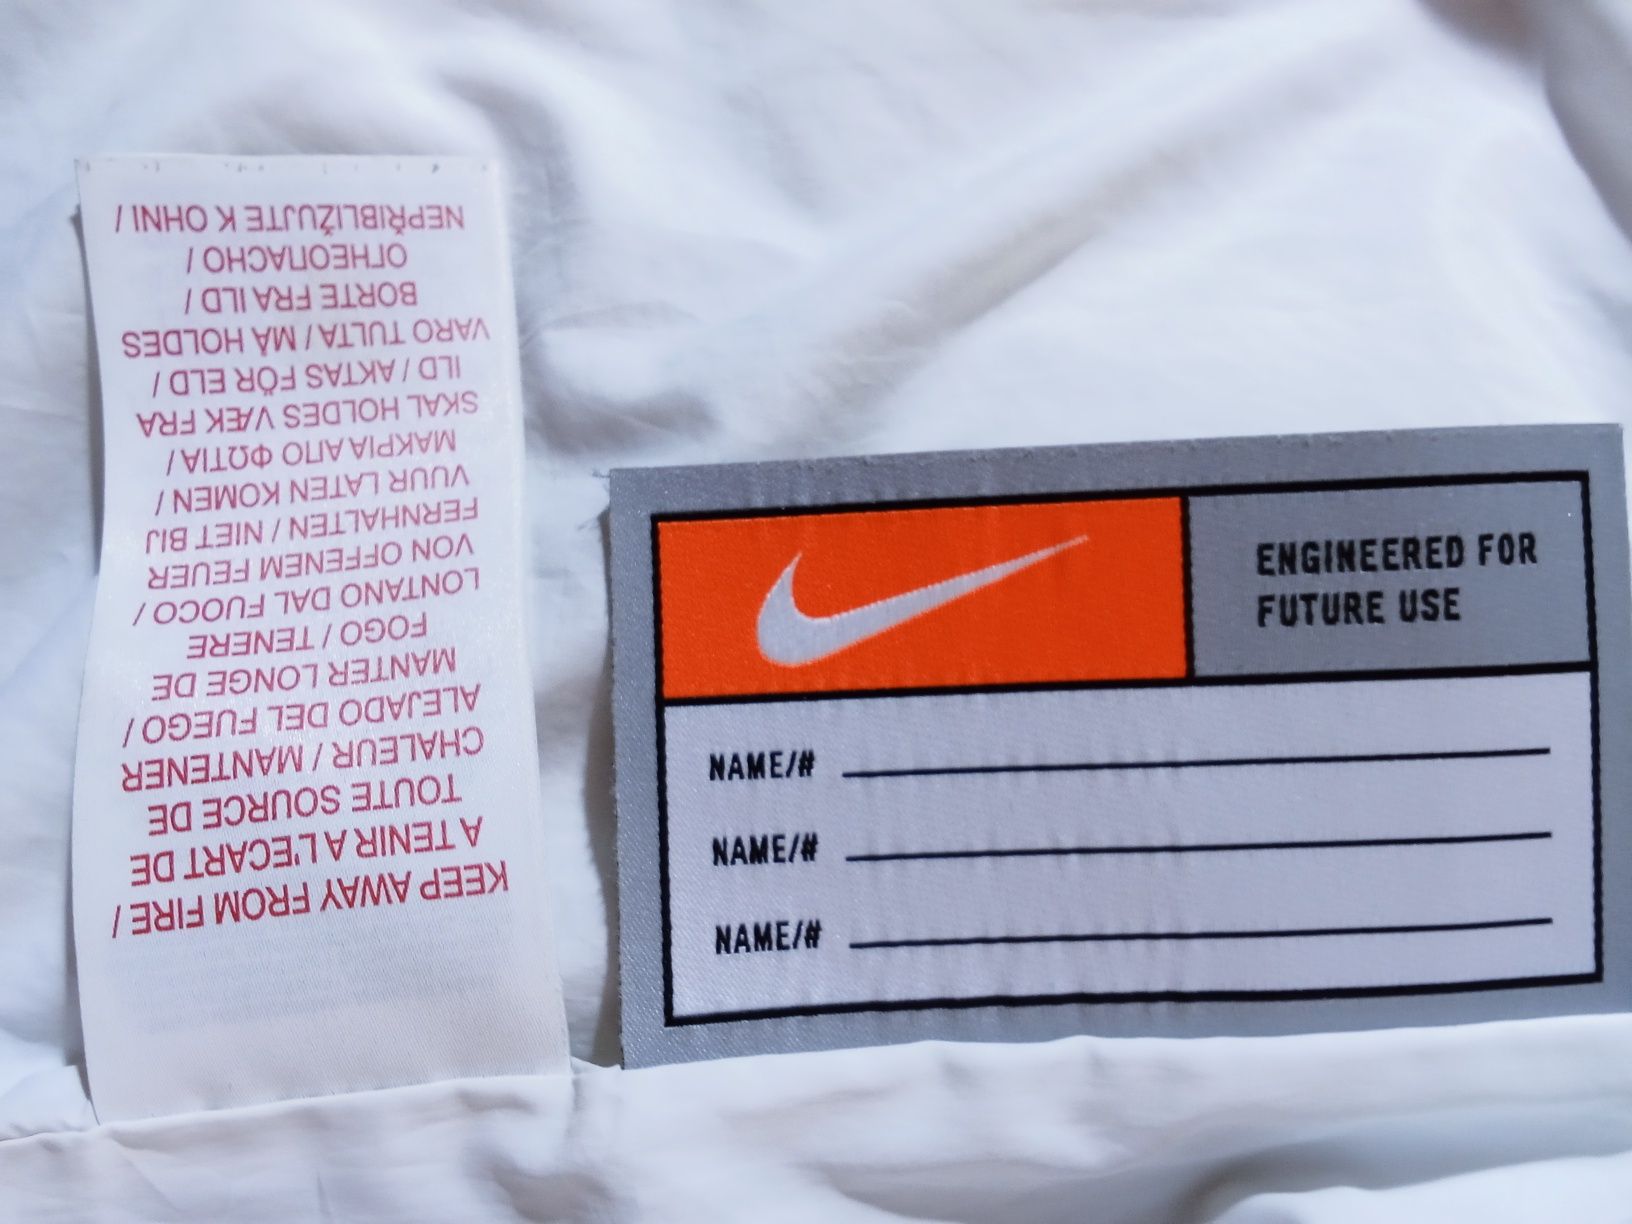 KEEP AWAY FROM FIRE /
A TENIR A L'ECART DE
TOUTE SOURCE DE
CHALEUR / MANTENER
ALEJADO DEL FUEGO /
MANTER LONGE DE
FOGO / TENERE
LONTANO DAL FUOCO /
VON OFFENEM FEUER
FERNHALTEN / NIET BIJ
VUUR LATEN KOMEN /
ΜΑΚΡΙΑ ΑΠΟ ΦΩΤΙΑ /
SKAL HOLDES VÆK FRA
ILD / AKTAS FÖR ELD /
VARO TULTA / MÅ HOLDES
BORTE FRA ILD /
ОГНЕОПАСНО /
NEPŘIBLIŽUJTE K OHNI /
ENGINEERED FOR
FUTURE USE
NAME/#
NAME/#
NAME/#